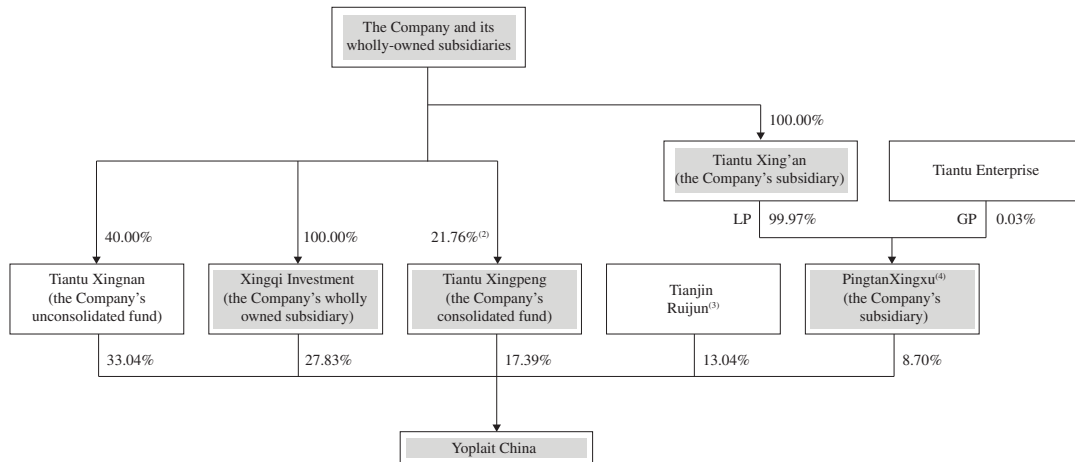 The Company and its
wholly-owned subsidiaries
100.00%
Tiantu Xing'an
(the Company's subsidiary)
Tiantu Enterprise
LP 99.97%
GP 0.03%
40.00%
100.00%
21.76%(2)
Tiantu Xingnan
(the Company's
unconsolidated fund)
Xingqi Investment
(the Company's wholly
owned subsidiary)
Tiantu Xingpeng
(the Company's
consolidated fund)
Tianjin
Ruijun(3)
PingtanXingxu(4)
(the Company's
subsidiary)
33.04%
27.83%
17.39%
13.04%
8.70%
Yoplait China